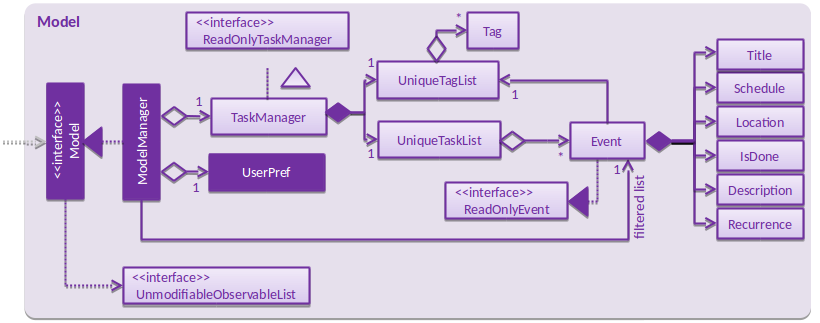 Model
<<interface>>
ReadOnlyTaskManager
*
Tag
<<interface>>
Model
ModelManager
1
TaskManager
1
UniqueTagList
1
Title
Schedule
Location
IsDone
Description
Recurrence
UniqueTaskList
1
*
Event
1
UserPref
1
<<interface>>
ReadOnlyEvent
filtered list
<<interface>>
UnmodifiableObservableList